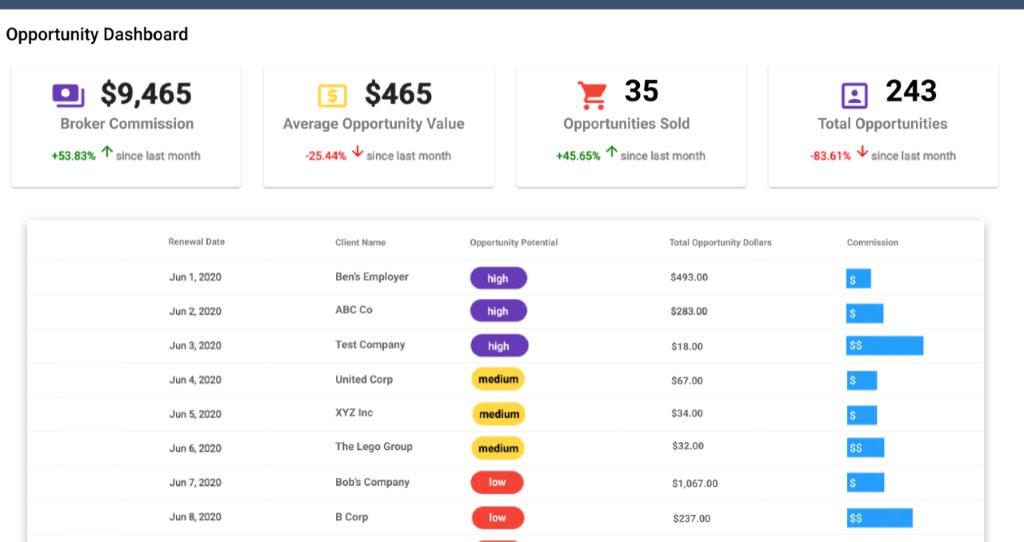 Opportunity Dashboard
$9,465 $465 35 243
Broker Commission Average Opportunity Value Opportunities Sold Total Opportunities
+53.83% ↑ since last month -25.44% ↓ since last month +45.65% ↑ since last month -83.61% ↓ since last month
Renewal Date Client Name Opportunity Potential Total Opportunity Dollars Commission
Jun 1, 2020 Ben's Employer high $493.00 $
Jun 2, 2020 ABC Co high $283.00 $
Jun 3, 2020 Test Company high $18.00 $$
Jun 4, 2020 United Corp medium $67.00 $
Jun 5, 2020 XYZ Inc medium $34.00 $
Jun 6, 2020 The Lego Group medium $32.00 $$
Jun 7, 2020 Bob's Company low $1,067.00 $
Jun 8, 2020 B Corp low $237.00 $$